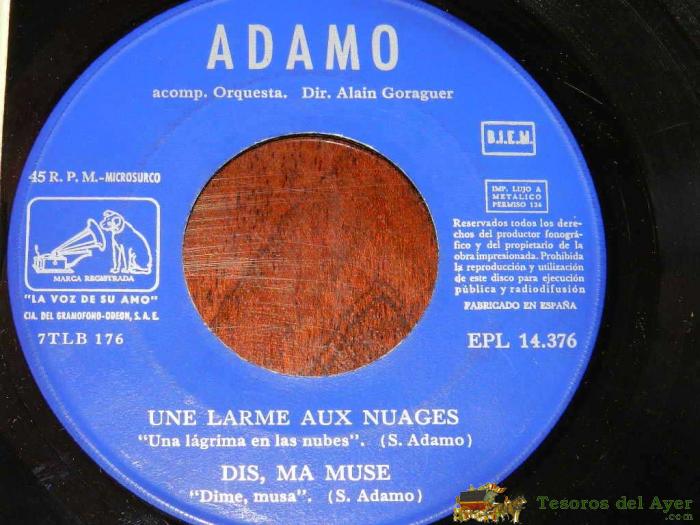 ADAMO
acomp. Orquesta. Dir. Alain Goraguer
B.I.E.M.
45 R. P. M.-MICROSURCO
IMP. LUJO A
METALICO
PERMISO 124
MARCA REGISTRADA
"LA VOZ DE SU AMO"
CIA. DEL GRAMOFONO-ODEON, S. A. E.
7TLB 176
Reservados todos los dere-
chos del productor fonográ-
fico y del propietario de la
obra impresionada. Prohibida
la reproducción y utilización
de este disco para ejecución
pública y radiodifusión
FABRICADO EN ESPAÑA
EPL 14.376
UNE LARME AUX NUAGES
"Una lágrima en las nubes". (S. Adamo)
DIS, MA MUSE
"Dime, musa". (S. Adamo)
Tesoros del Ayer
.com